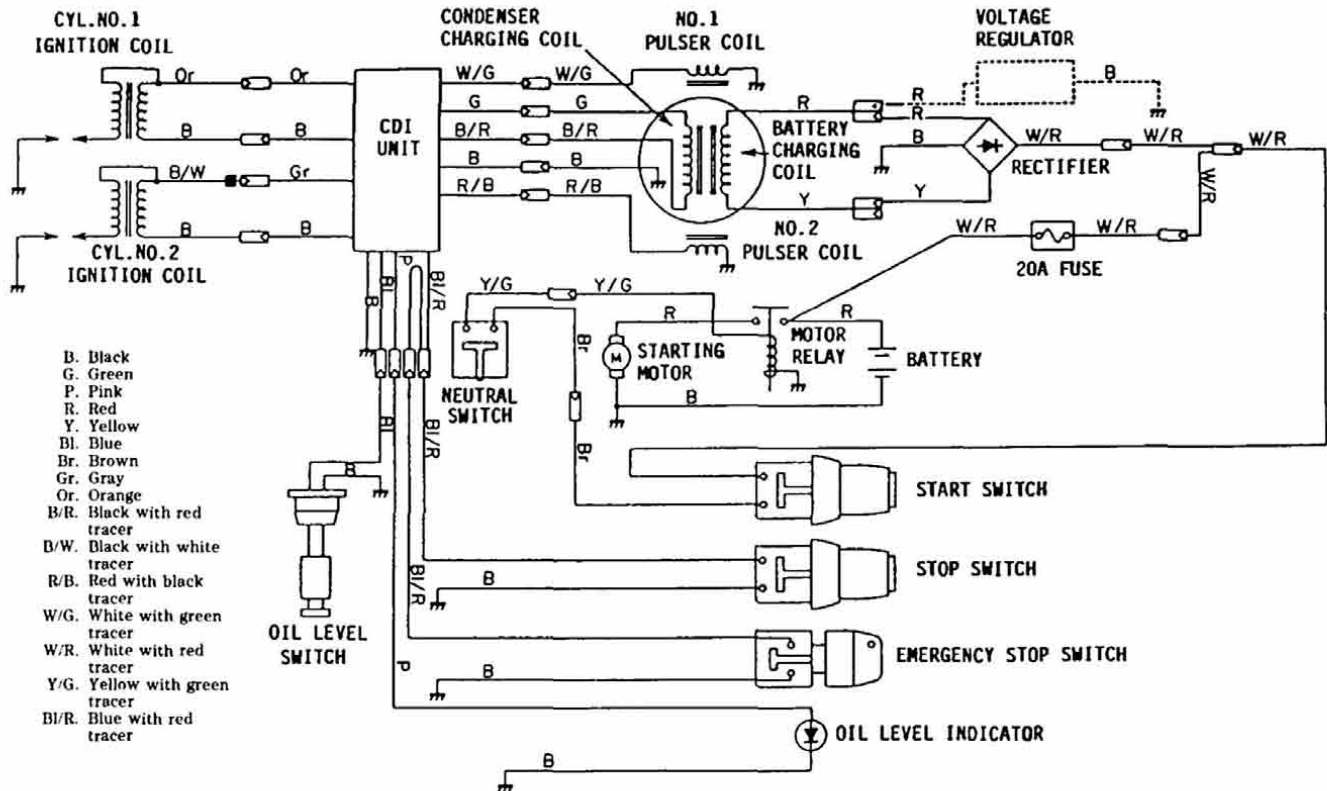 CYL.NO.1
IGNITION COIL
CONDENSER
CHARGING COIL
NO.1
PULSER COIL
VOLTAGE
REGULATOR
Or
Or
W/G
W/G
B
R
R
R
G
G
B
B
CDI
UNIT
B/R
B/R
BATTERY
CHARGING
COIL
B
W/R
W/R
W/R
RECTIFIER
B
B
B/W
Gr
R/B
R/B
Y
Y
W/R
B
B
NO.2
PULSER COIL
W/R
W/R
20A FUSE
CYL.NO.2
IGNITION COIL
B
Bl
P
Bl/R
Y/G
Y/G
R
R
Br
M
STARTING
MOTOR
MOTOR
RELAY
BATTERY
NEUTRAL
SWITCH
B
Bl
Bl/R
Br
B
START SWITCH
STOP SWITCH
Bl/R
B
OIL LEVEL
SWITCH
P
EMERGENCY STOP SWITCH
B
OIL LEVEL INDICATOR
B
B. Black
G. Green
P. Pink
R. Red
Y. Yellow
Bl. Blue
Br. Brown
Gr. Gray
Or. Orange
B/R. Black with red
tracer
B/W. Black with white
tracer
R/B. Red with black
tracer
W/G. White with green
tracer
W/R. White with red
tracer
Y/G. Yellow with green
tracer
Bl/R. Blue with red
tracer